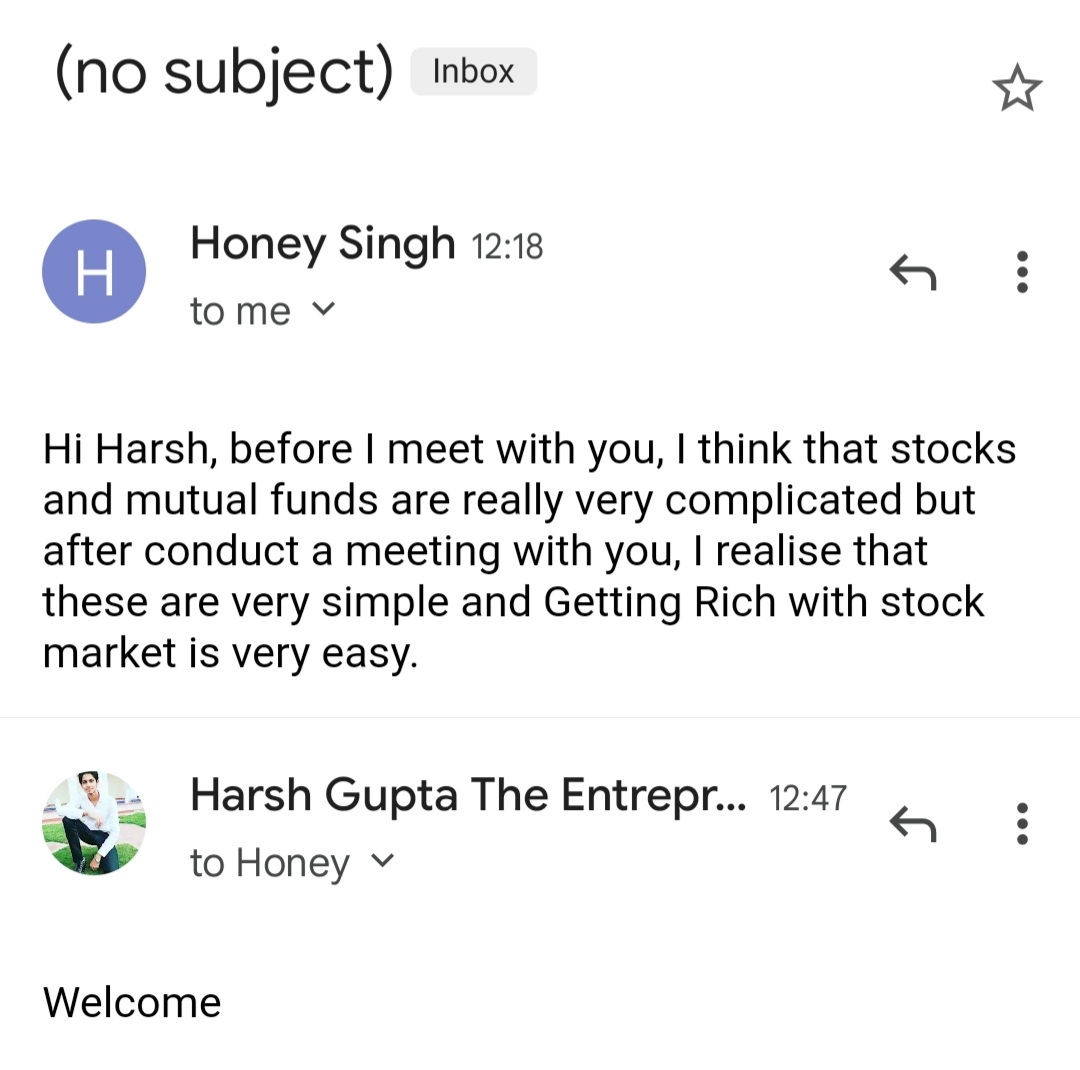 (no subject) Inbox
H
Honey Singh 12:18
to me
Hi Harsh, before I meet with you, I think that stocks
and mutual funds are really very complicated but
after conduct a meeting with you, I realise that
these are very simple and Getting Rich with stock
market is very easy.
Harsh Gupta The Entrepr... 12:47
to Honey
Welcome